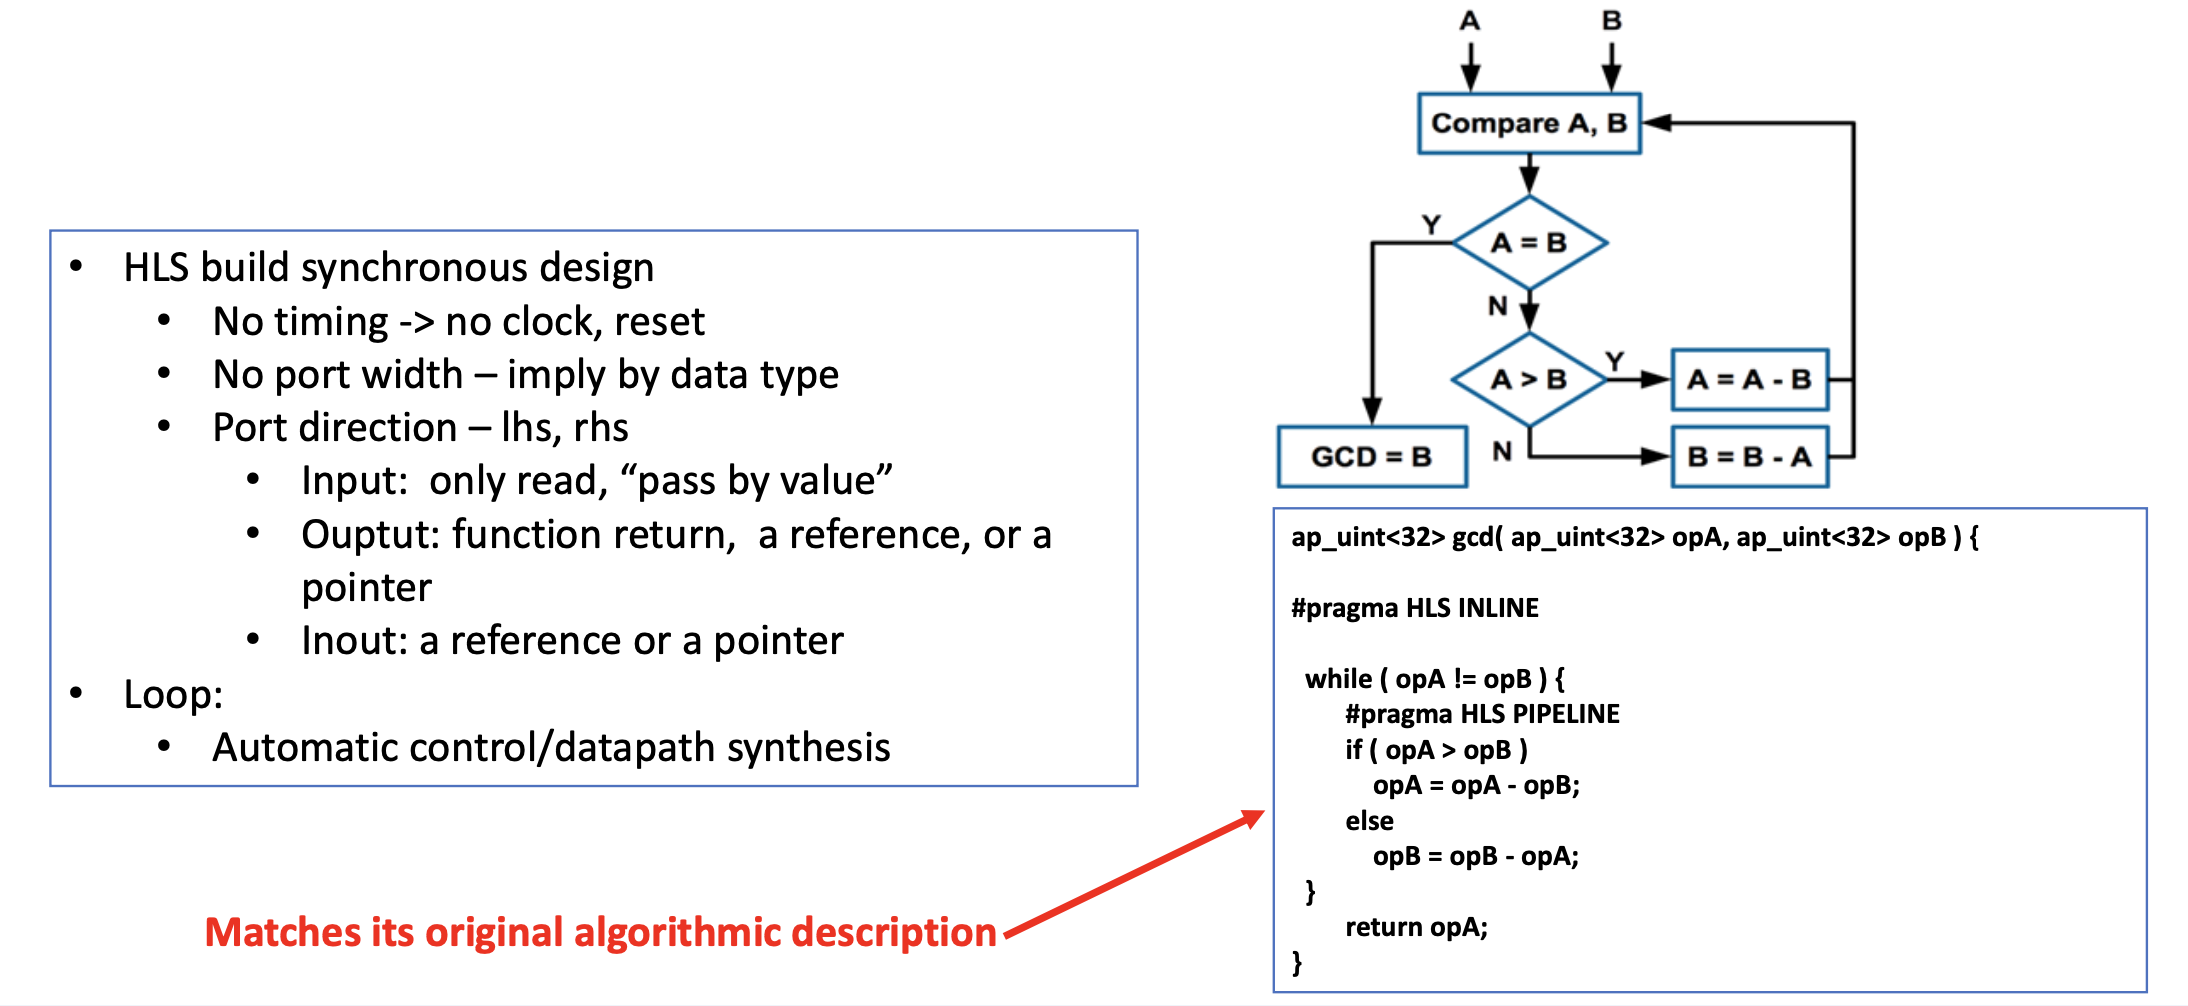 • HLS build synchronous design
• No timing -> no clock, reset
• No port width – imply by data type
• Port direction – lhs, rhs
• Input:  only read, “pass by value”
• Ouptut: function return,  a reference, or a
pointer
• Inout: a reference or a pointer
• Loop:
• Automatic control/datapath synthesis
Matches its original algorithmic description
A
B
Compare A, B
Y
A = B
N
A > B
Y
A = A - B
GCD = B
N
B = B - A
ap_uint<32> gcd( ap_uint<32> opA, ap_uint<32> opB ) {
#pragma HLS INLINE
while ( opA != opB ) {
#pragma HLS PIPELINE
if ( opA > opB )
opA = opA - opB;
else
opB = opB - opA;
}
return opA;
}